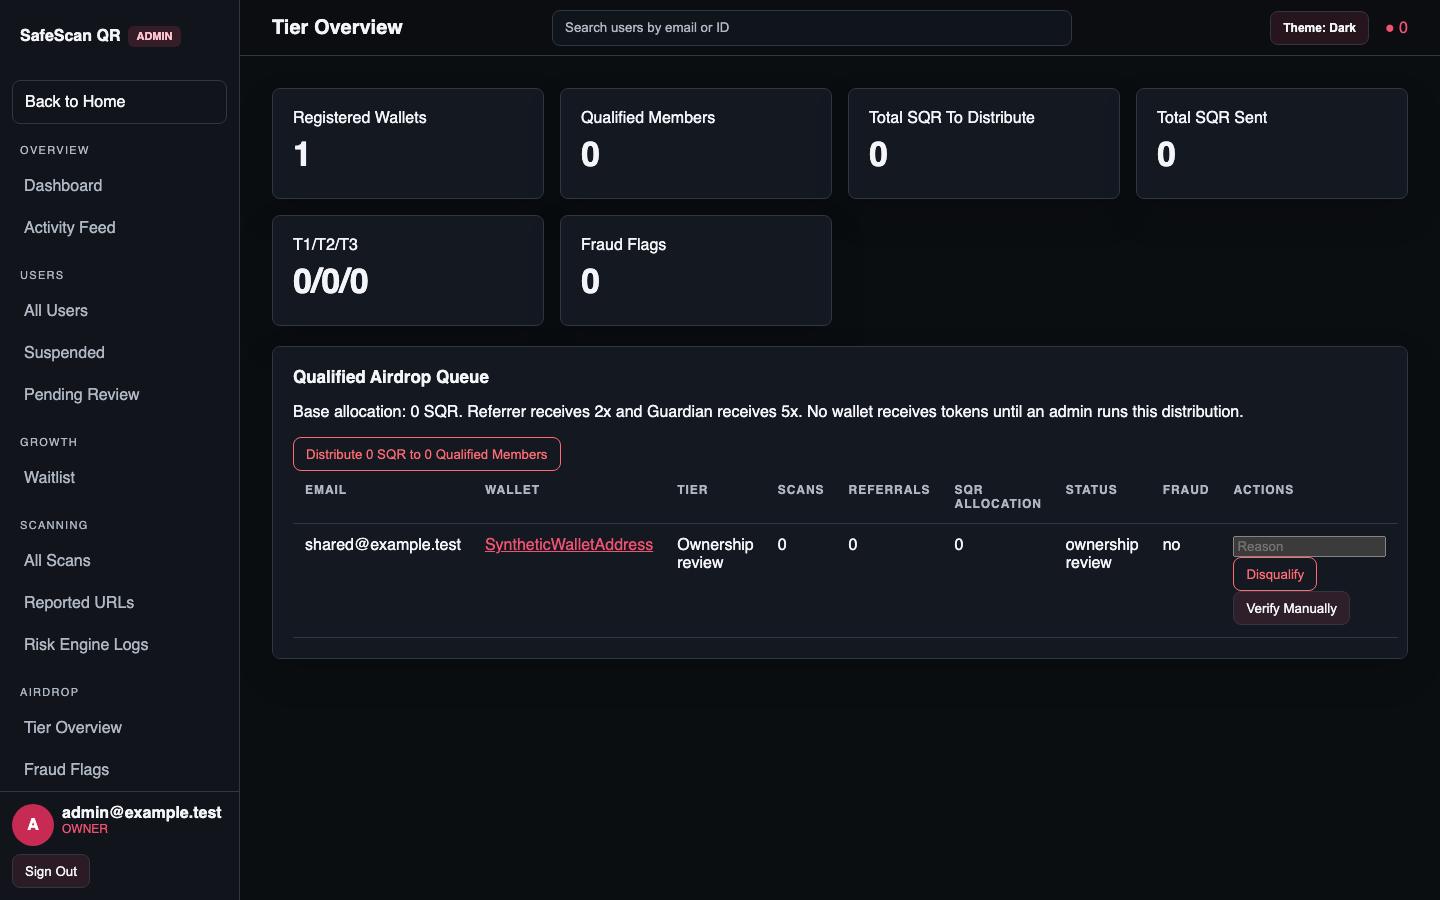 SafeScan QR ADMIN
Back to Home
OVERVIEW
Dashboard
Activity Feed
USERS
All Users
Suspended
Pending Review
GROWTH
Waitlist
SCANNING
All Scans
Reported URLs
Risk Engine Logs
AIRDROP
Tier Overview
Fraud Flags
A
admin@example.test
OWNER
Sign Out
Tier Overview
Search users by email or ID
Theme: Dark
0
Registered Wallets
1
Qualified Members
0
Total SQR To Distribute
0
Total SQR Sent
0
T1/T2/T3
0/0/0
Fraud Flags
0
Qualified Airdrop Queue
Base allocation: 0 SQR. Referrer receives 2x and Guardian receives 5x. No wallet receives tokens until an admin runs this distribution.
Distribute 0 SQR to 0 Qualified Members
EMAIL WALLET TIER SCANS REFERRALS SQR ALLOCATION STATUS FRAUD ACTIONS
shared@example.test SyntheticWalletAddress Ownership review 0 0 0 ownership review no Reason
Disqualify
Verify Manually